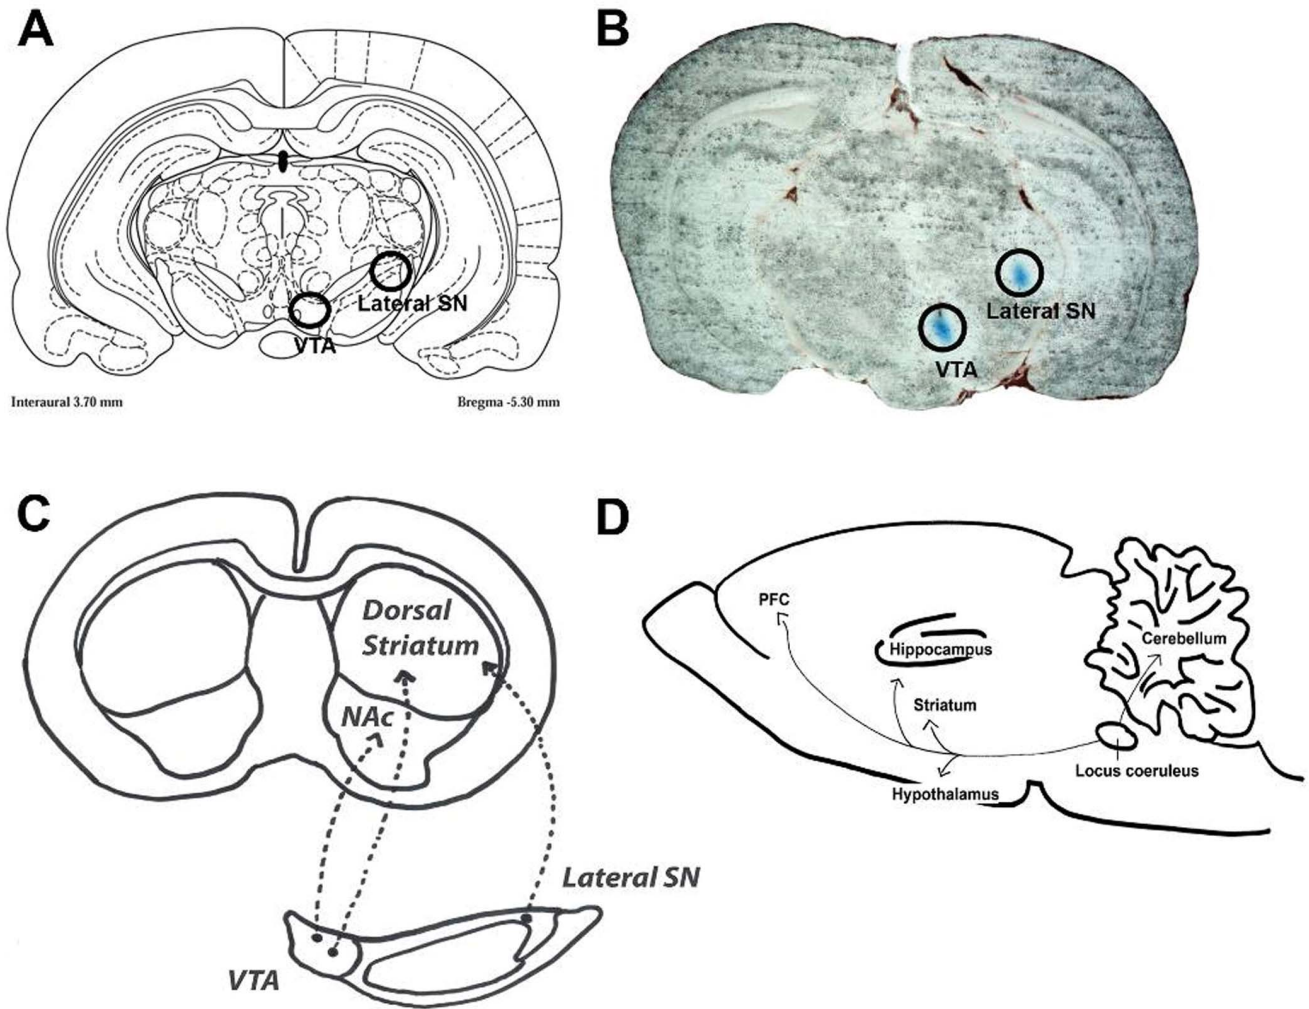 A
Lateral SN
VTA
Interaural 3.70 mm
Bregma -5.30 mm
B
Lateral SN
VTA
C
Dorsal
Striatum
NAc
Lateral SN
VTA
D
PFC
Hippocampus
Cerebellum
Striatum
Locus coeruleus
Hypothalamus